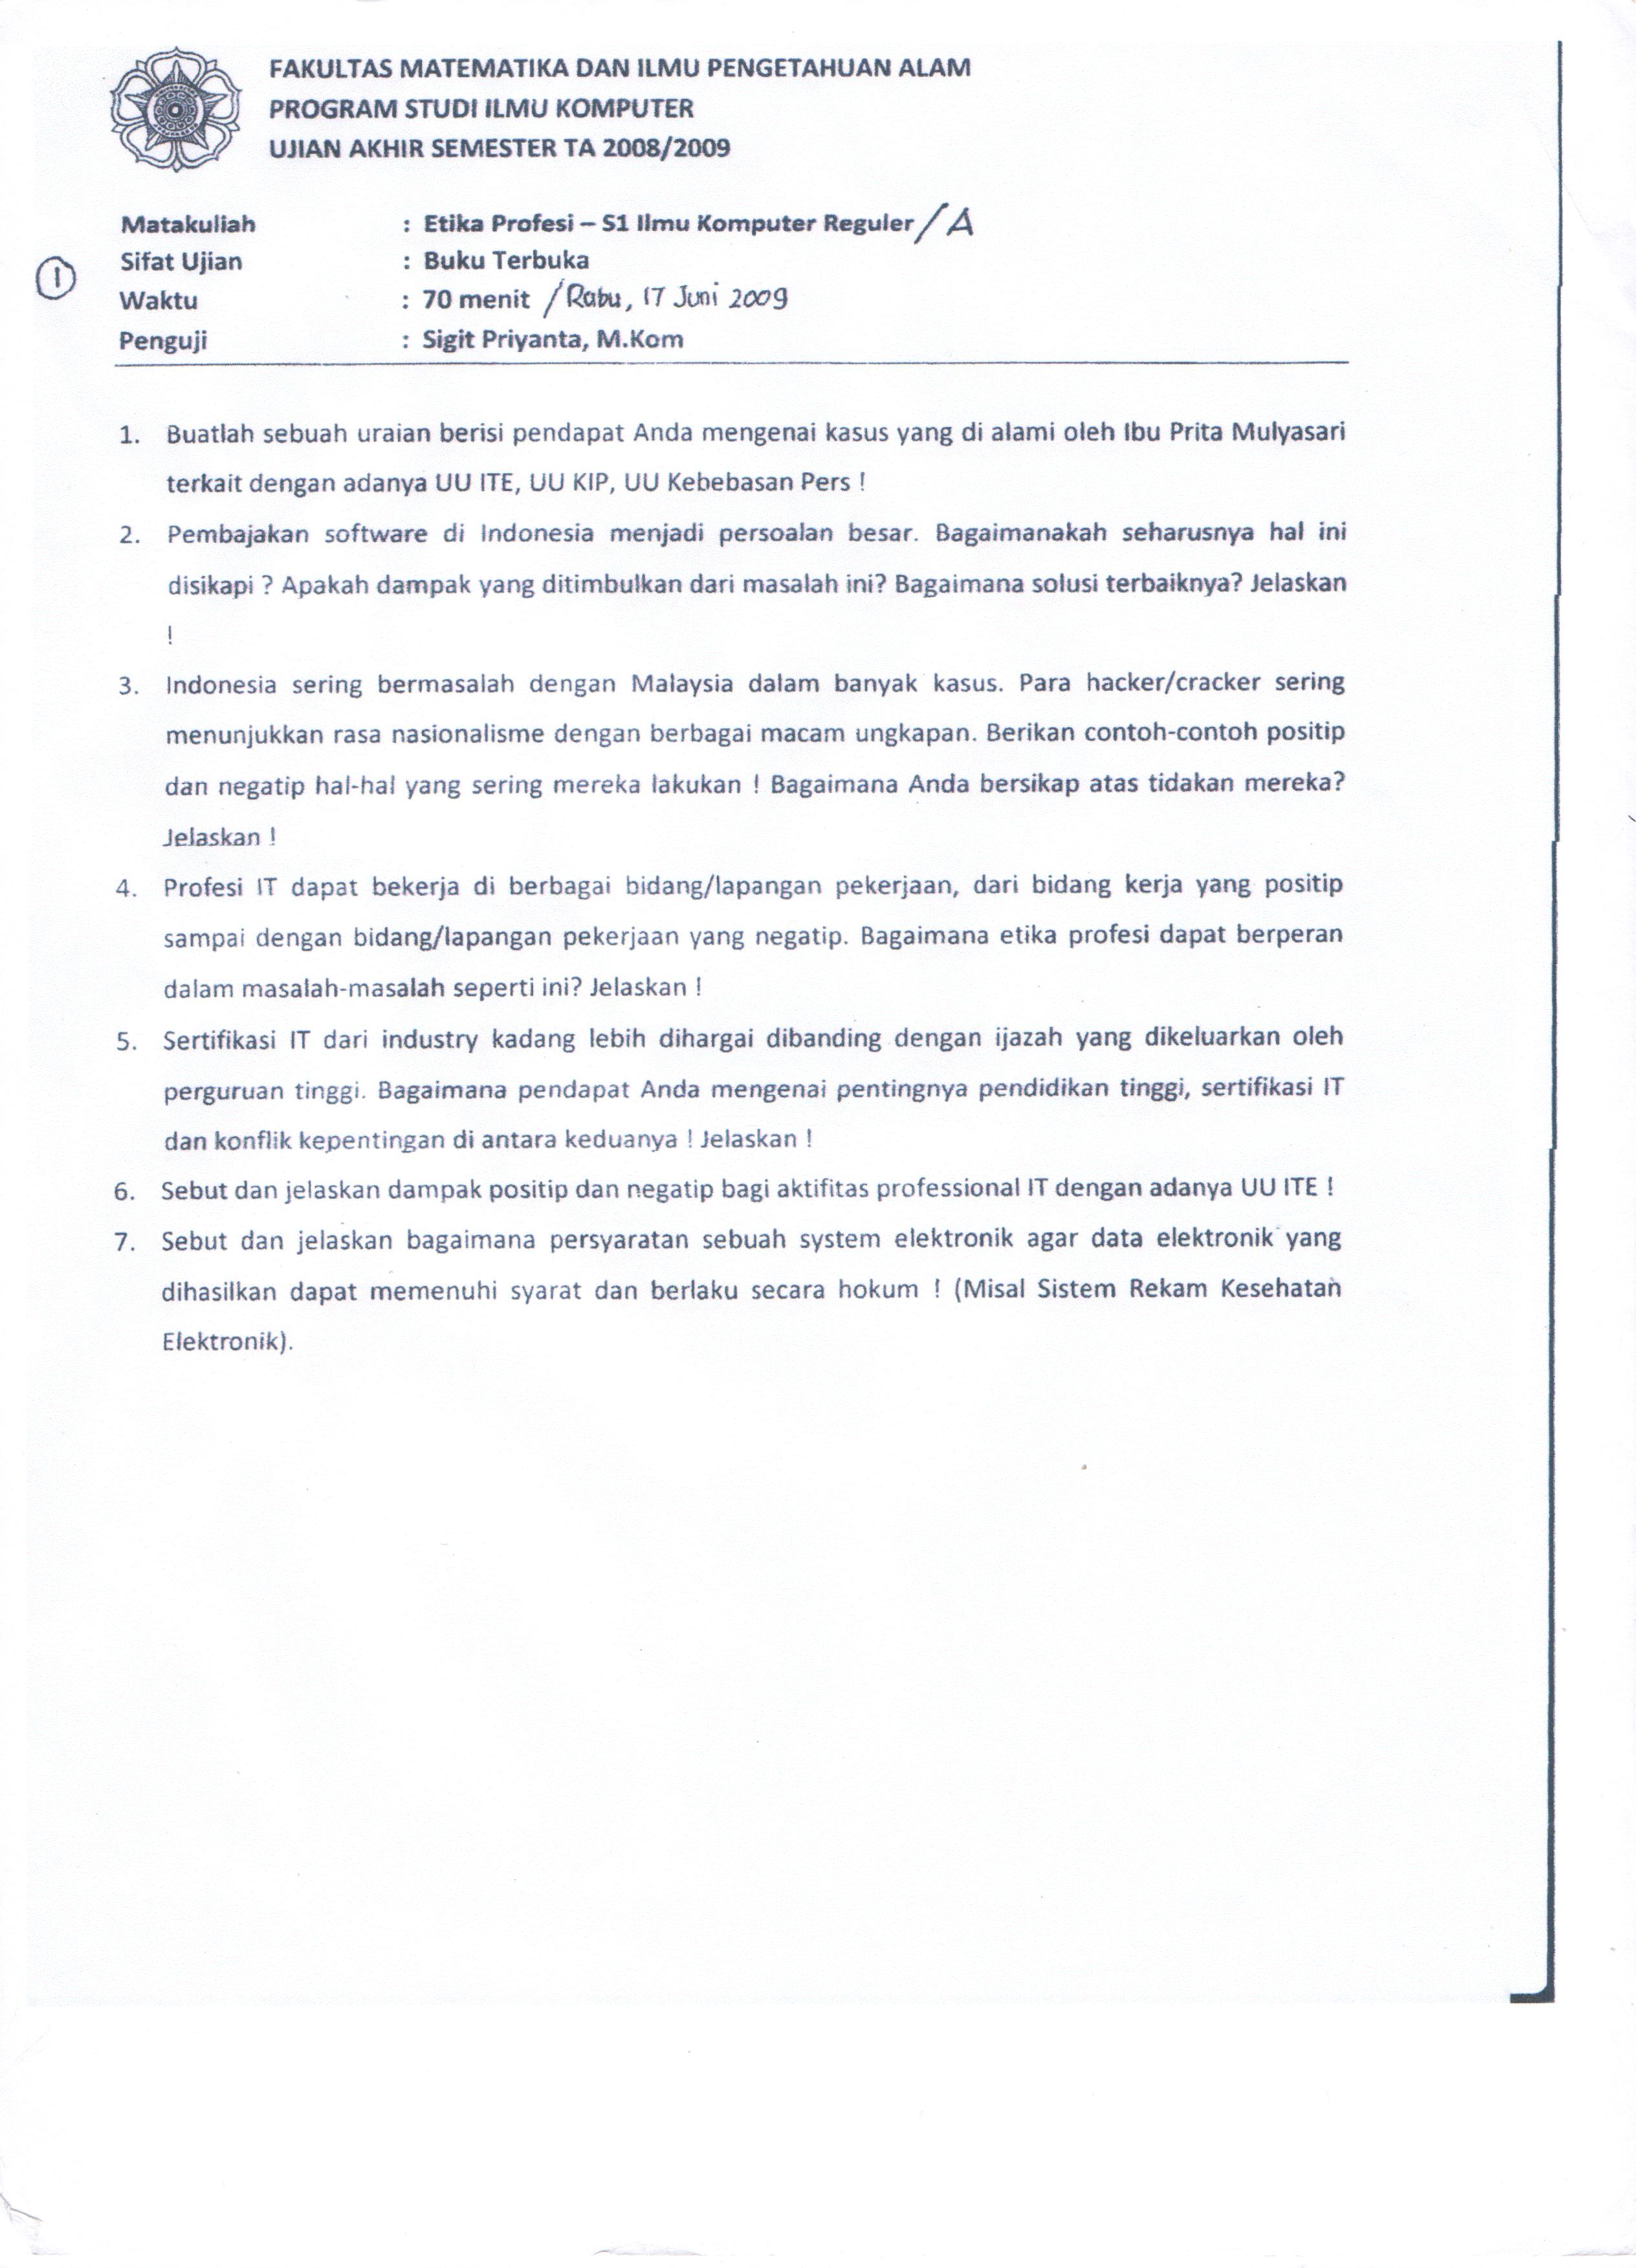 FAKULTAS MATEMATIKA DAN ILMU PENGETAHUAN ALAM
PROGRAM STUDI ILMU KOMPUTER
UJIAN AKHIR SEMESTER TA 2008/2009
Matakuliah : Etika Profesi – S1 Ilmu Komputer Reguler /A
Sifat Ujian : Buku Terbuka
1
Waktu : 70 menit /Rabu, 17 Juni 2009
Penguji : Sigit Priyanta, M.Kom
1. Buatlah sebuah uraian berisi pendapat Anda mengenai kasus yang di alami oleh Ibu Prita Mulyasari
terkait dengan adanya UU ITE, UU KIP, UU Kebebasan Pers !
2. Pembajakan software di Indonesia menjadi persoalan besar. Bagaimanakah seharusnya hal ini
disikapi ? Apakah dampak yang ditimbulkan dari masalah ini? Bagaimana solusi terbaiknya? Jelaskan
!
3. Indonesia sering bermasalah dengan Malaysia dalam banyak kasus. Para hacker/cracker sering
menunjukkan rasa nasionalisme dengan berbagai macam ungkapan. Berikan contoh-contoh positip
dan negatip hal-hal yang sering mereka lakukan ! Bagaimana Anda bersikap atas tidakan mereka?
Jelaskan !
4. Profesi IT dapat bekerja di berbagai bidang/lapangan pekerjaan, dari bidang kerja yang positip
sampai dengan bidang/lapangan pekerjaan yang negatip. Bagaimana etika profesi dapat berperan
dalam masalah-masalah seperti ini? Jelaskan !
5. Sertifikasi IT dari industry kadang lebih dihargai dibanding dengan ijazah yang dikeluarkan oleh
perguruan tinggi. Bagaimana pendapat Anda mengenai pentingnya pendidikan tinggi, sertifikasi IT
dan konflik kepentingan di antara keduanya ! Jelaskan !
6. Sebut dan jelaskan dampak positip dan negatip bagi aktifitas professional IT dengan adanya UU ITE !
7. Sebut dan jelaskan bagaimana persyaratan sebuah system elektronik agar data elektronik yang
dihasilkan dapat memenuhi syarat dan berlaku secara hokum ! (Misal Sistem Rekam Kesehatan
Elektronik).